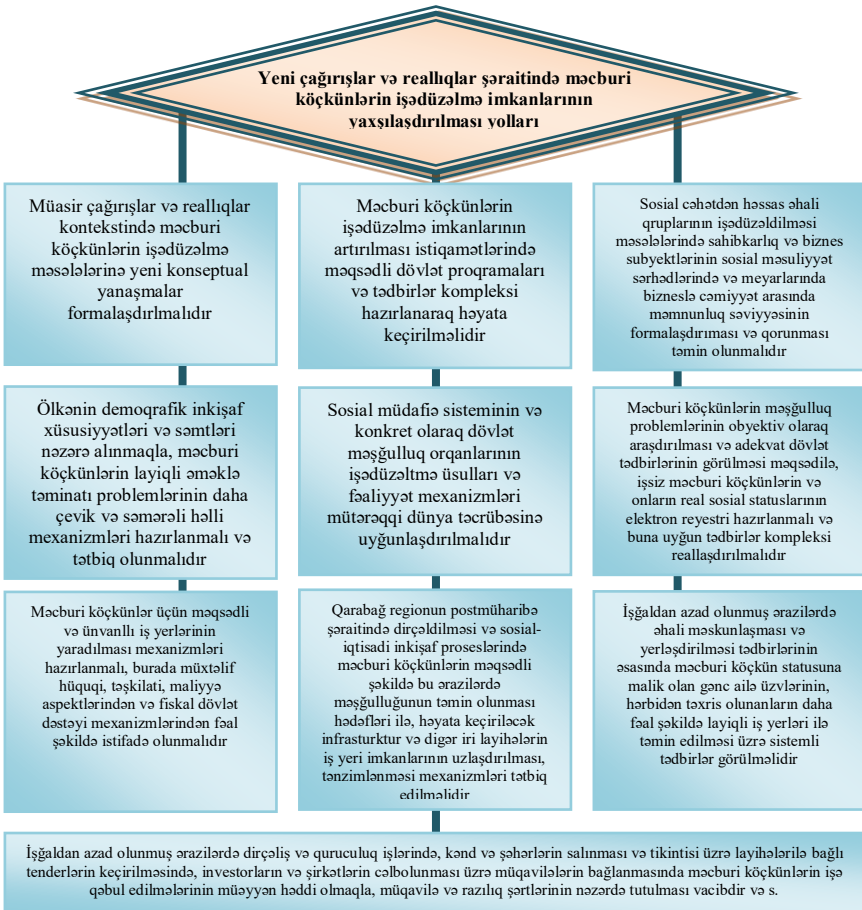 Yeni çağırışlar və reallıqlar şəraitində məcburi
köçkünlərin işədüzəlmə imkanlarının
yaxşılaşdırılması yolları
Müasir çağırışlar və reallıqlar
kontekstində məcburi
köçkünlərin işədüzəlmə
məsələlərinə yeni konseptual
yanaşmalar
formalaşdırlmalıdır
Məcburi köçkünlərin
işədüzəlmə imkanlarının
artırılması istiqamətlərində
məqsədli dövlət proqramaları
və tədbirlər kompleksi
hazırlanaraq həyata
keçirilməlidir
Sosial cəhətdən həssas əhali
qruplarının işədüzəldilməsi
məsələlərində sahibkarlıq və biznes
subyektlərinin sosial məsuliyyət
sərhədlərində və meyarlarında
bizneslə cəmiyyət arasında
məmnunluq səviyyəsinin
formalaşdırıması və qorunması
təmin olunmalıdır
Ölkənin demoqrafik inkişaf
xüsusiyyətləri və səmtləri
nəzərə alınmaqla, məcburi
köçkünlərin layiqli əməklə
təminatı problemlərinin daha
çevik və səmərəli həlli
mexanizmləri hazırlanmalı və
tətbiq olunmalıdır
Sosial müdafiə sisteminin və
konkret olaraq dövlət
məşğulluq orqanlarının
işədüzəltmə üsulları və
fəaliyyət mexanizmləri
mütərəqqi dünya təcrübəsinə
uyğunlaşdırılmalıdır
Məcburi köçkünlərin məşğulluq
problemlərinin obyektiv olaraq
araşdırılması və adekvat dövlət
tədbirlərinin görülməsi məqsədilə,
işsiz məcburi köçkünlərin və
onların real sosial statuslarının
elektron reyestri hazırlanmalı və
buna uyğun tədbirlər kompleksi
reallaşdırılmalıdır
Məcburi köçkünlər üçün məqsədli
və ünvanllı iş yerlərinin
yaradılması mexanizmləri
hazırlanmalı, burada müxtəlif
hüquqi, təşkilati, maliyyə
aspektlərindən və fiskal dövlət
dəstəyi mexanizmlərindən fəal
şəkildə istifadə olunmalıdır
Qarabağ regionun postmüharibə
şəraitində dirçəldilməsi və sosial-
iqtisadi inkişaf proseslərində
məcburi köçkünlərin məqsədli
şəkildə bu ərazilərdə
məşğulluğunun təmin olunması
hədəfləri ilə, həyata keçiriləcək
infrasturktur və digər iri layihələrin
iş yeri imkanlarının uzlaşdırılması,
tənzimlənməsi mexanizmləri tətbiq
edilməlidir
İşğaldan azad olunmuş ərazilərdə
əhali məskunlaşması və
yerləşdirilməsi tədbirlərinin
əsasında məcburi köçkün statusuna
malik olan gənc ailə üzvlərinin,
hərbidən təxris olunanların daha
fəal şəkildə layiqli iş yerləri ilə
təmin edilməsi üzrə sistemli
tədbirlər görülməlidir
İşğaldan azad olunmuş ərazilərdə dirçəliş və quruculuq işlərində, kənd və şəhərlərin salınması və tikintisi üzrə layihələrilə bağlı
tenderlərin keçirilməsində, investorların və şirkətlərin cəlbolunması üzrə müqavilələrin bağlanmasında məcburi köçkünlərin işə
qəbul edilmələrinin müəyyən həddi olmaqla, müqavilə və razılıq şərtlərinin nəzərdə tutulması vacibdir və s.